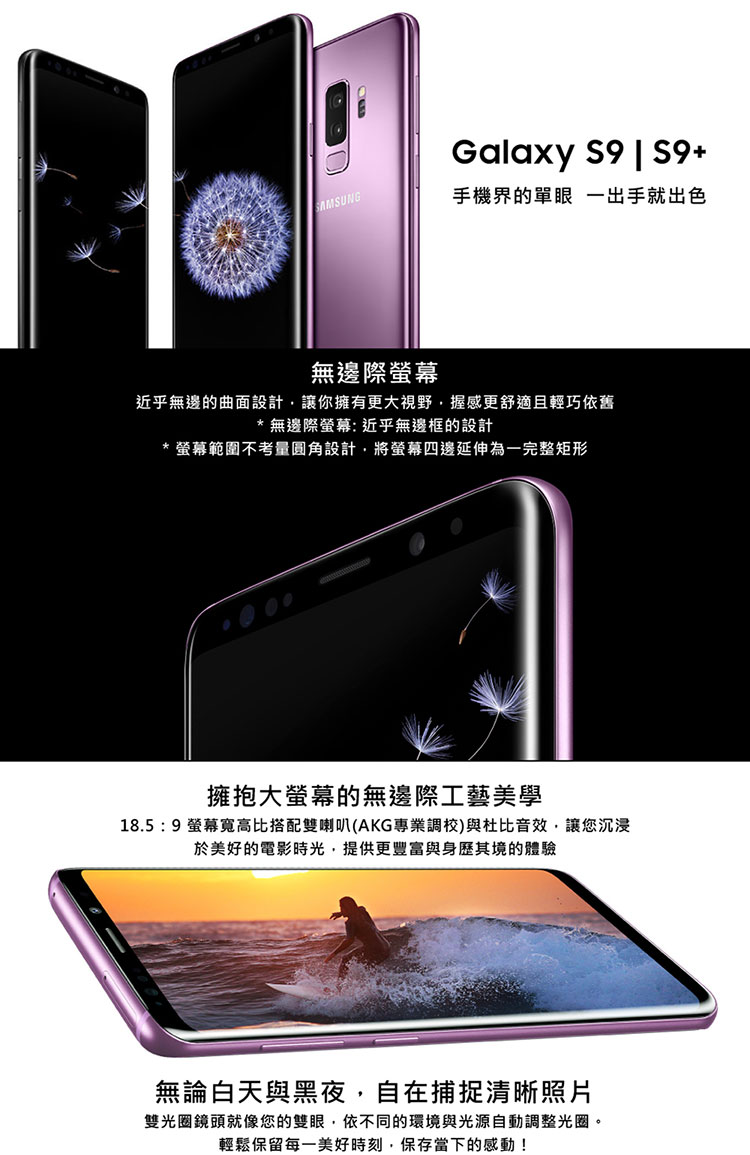 SAMSUNG
Galaxy S9 | S9+
手機界的單眼 一出手就出色
無邊際螢幕
近乎無邊的曲面設計，讓你擁有更大視野，握感更舒適且輕巧依舊
* 無邊際螢幕: 近乎無邊框的設計
* 螢幕範圍不考量圓角設計，將螢幕四邊延伸為一完整矩形
擁抱大螢幕的無邊際工藝美學
18.5：9 螢幕寬高比搭配雙喇叭(AKG專業調校)與杜比音效，讓您沉浸
於美好的電影時光，提供更豐富與身歷其境的體驗
無論白天與黑夜，自在捕捉清晰照片
雙光圈鏡頭就像您的雙眼，依不同的環境與光源自動調整光圈。
輕鬆保留每一美好時刻，保存當下的感動！